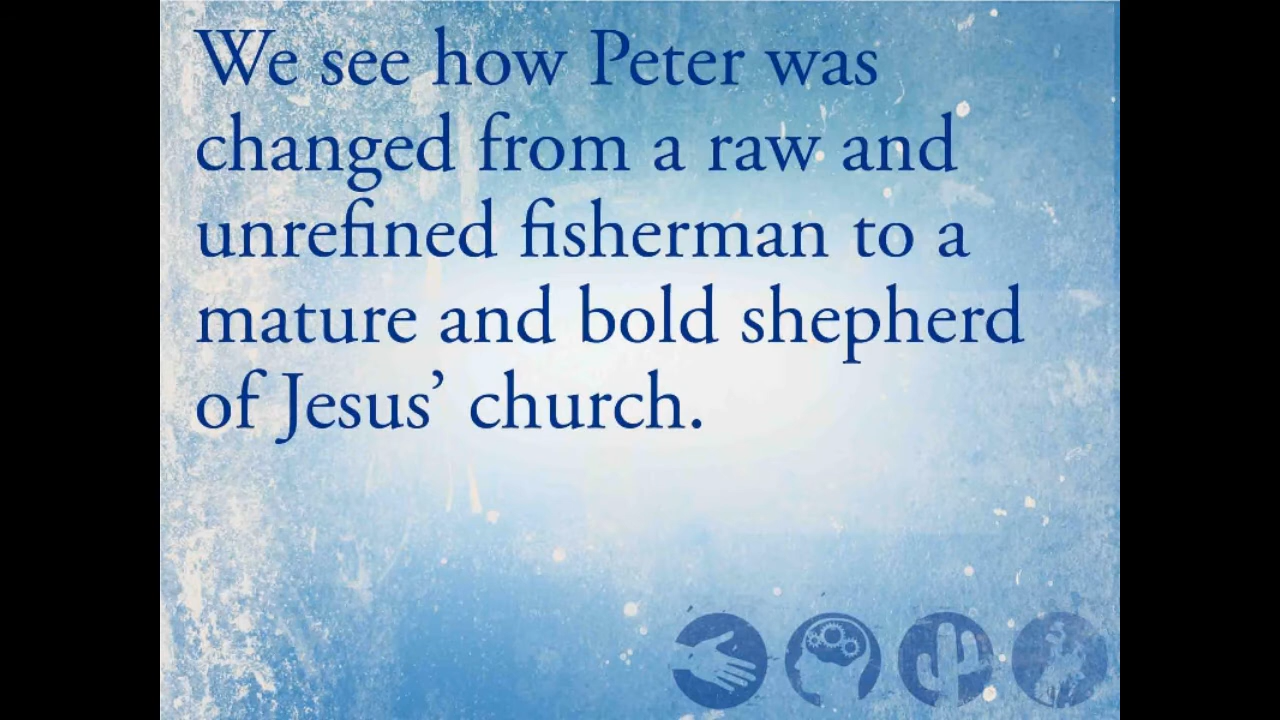 We see how Peter was
changed from a raw and
unrefined fisherman to a
mature and bold shepherd
of Jesus’ church.